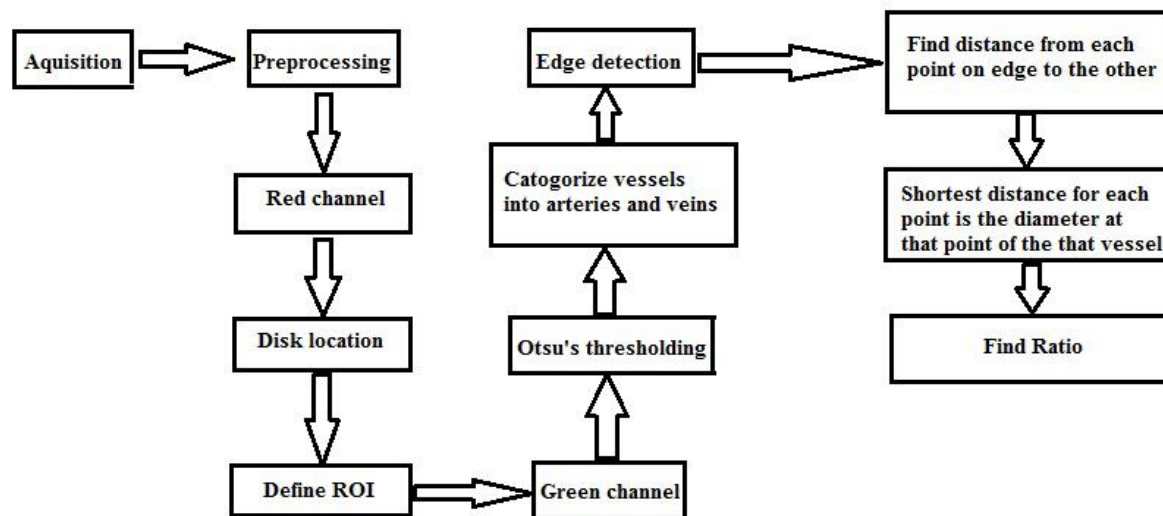 Aquisition
Preprocessing
Red channel
Disk location
Define ROI
Green channel
Otsu's thresholding
Catogorize vessels
into arteries and veins
Edge detection
Find distance from each
point on edge to the other
Shortest distance for each
point is the diameter at
that point of the that vessel
Find Ratio